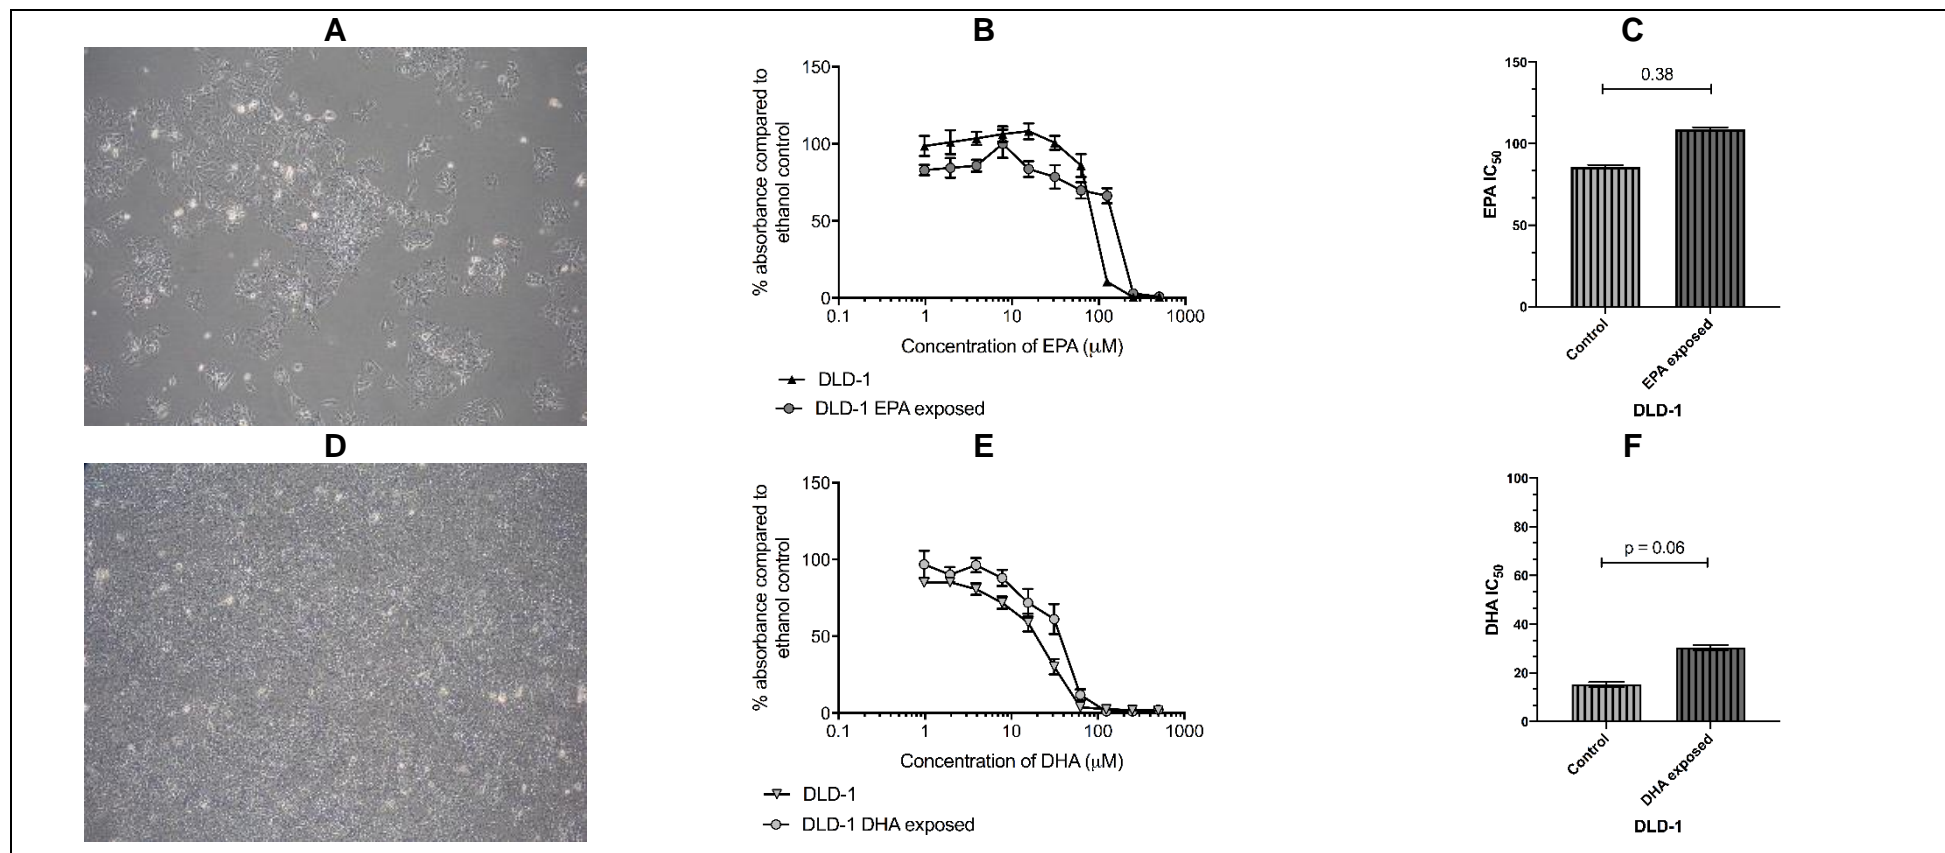 A
B
C
150
100
50
0
% absorbance compared to
ethanol control
0.1
1
10
100
1000
Concentration of EPA (μM)
DLD-1
DLD-1 EPA exposed
150
100
50
0
EPA IC50
0.38
Control
EPA exposed
DLD-1
D
E
F
150
100
50
0
% absorbance compared to
ethanol control
0.1
1
10
100
1000
Concentration of DHA (μM)
DLD-1
DLD-1 DHA exposed
100
80
60
40
20
0
DHA IC50
p = 0.06
Control
DHA exposed
DLD-1